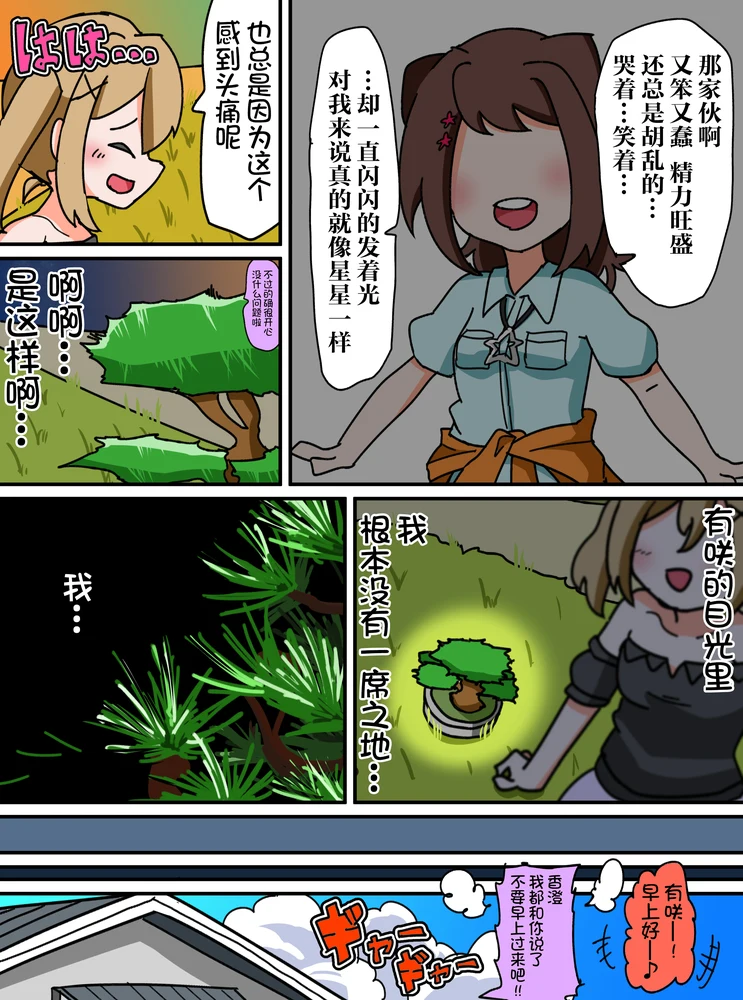 那家伙啊
又笨又蠢 精力旺盛
还总是胡乱的…
哭着…笑着…
…却一直闪闪的发着光
对我来说真的就像星星一样
也总是因为这个
感到头痛呢
はは…
不过的确很开心
没什么问题啦
啊啊…
是这样啊…
有咲的目光里
我
根本没有一席之地…
我…
有咲ー！
早上好ー♪
香澄
我都和你说了
不要早上过来吧!!
ギャー
ギャー